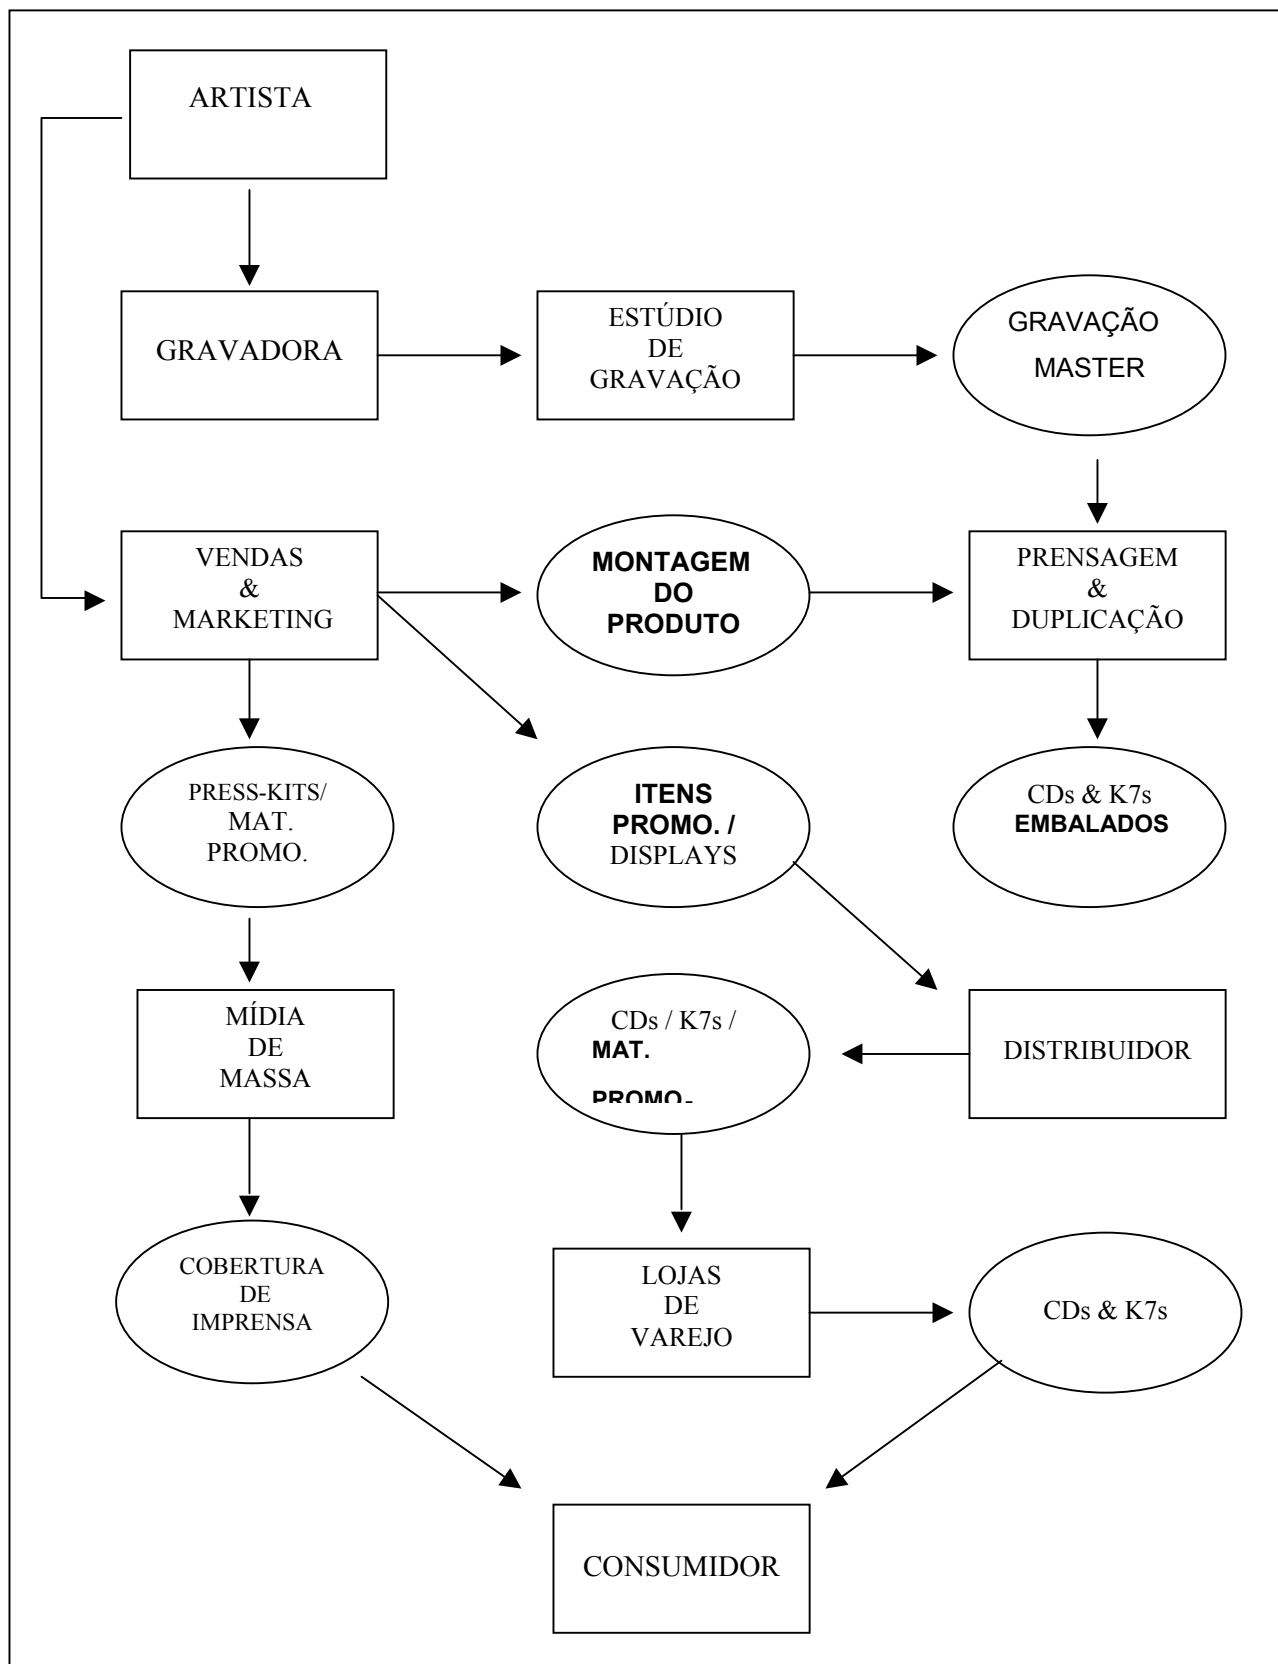 ARTISTA
GRAVADORA
ESTÚDIO
DE
GRAVAÇÃO
GRAVAÇÃO
MASTER
VENDAS
&
MARKETING
MONTAGEM
DO
PRODUTO
PRENSAGEM
&
DUPLICAÇÃO
PRESS-KITS/
MAT.
PROMO.
ITENS
PROMO. /
DISPLAYS
CDs & K7s
EMBALADOS
MÍDIA
DE
MASSA
CDs / K7s /
MAT.
PROMO.
DISTRIBUIDOR
COBERTURA
DE
IMPRENSA
LOJAS
DE
VAREJO
CDs & K7s
CONSUMIDOR